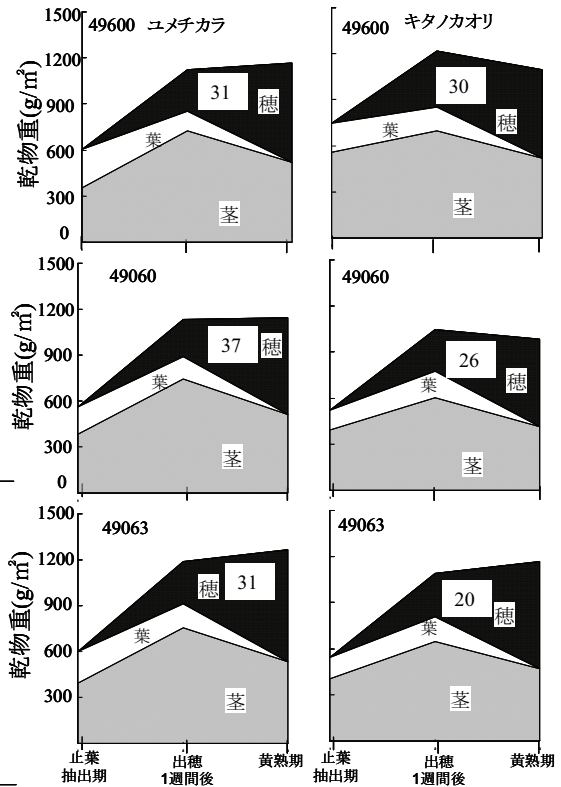 1500
1200
900
600
300
0
乾物重(g/㎡)
49600 ユメチカラ
31
穂
葉
茎
49600 キタノカオリ
30
穂
葉
茎
1500
1200
900
600
300
0
乾物重(g/㎡)
49060
37
穂
葉
茎
49060
26
穂
葉
茎
1500
1200
900
600
300
乾物重(g/㎡)
49063
穂
31
葉
茎
49063
20
穂
葉
茎
止葉
抽出期
出穂
1週間後
黄熟期
止葉
抽出期
出穂
1週間後
黄熟期